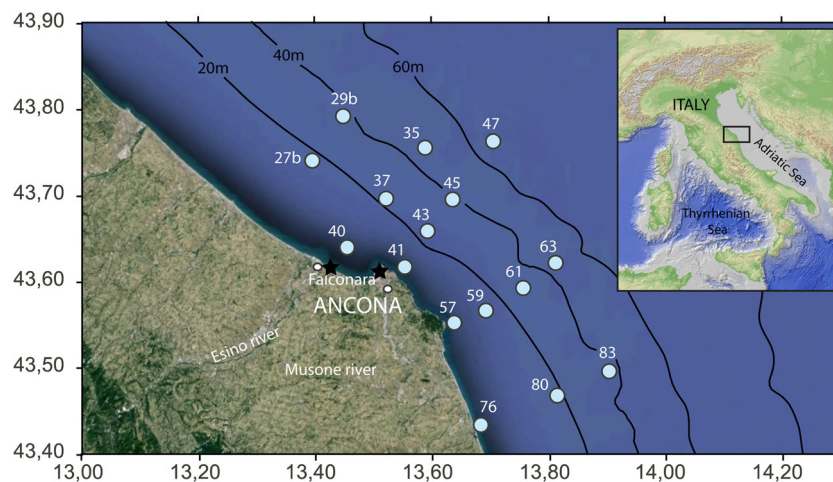 43,90
43,80
43,70
43,60
43,50
43,40
13,00
13,20
13,40
13,60
13,80
14,00
14,20
20m
40m
60m
29b
35
47
27b
37
45
43
40
41
63
61
59
57
83
80
76
Falconara
ANCONA
Esino river
Musone river
ITALY
Adriatic Sea
Thyrrhenian
Sea